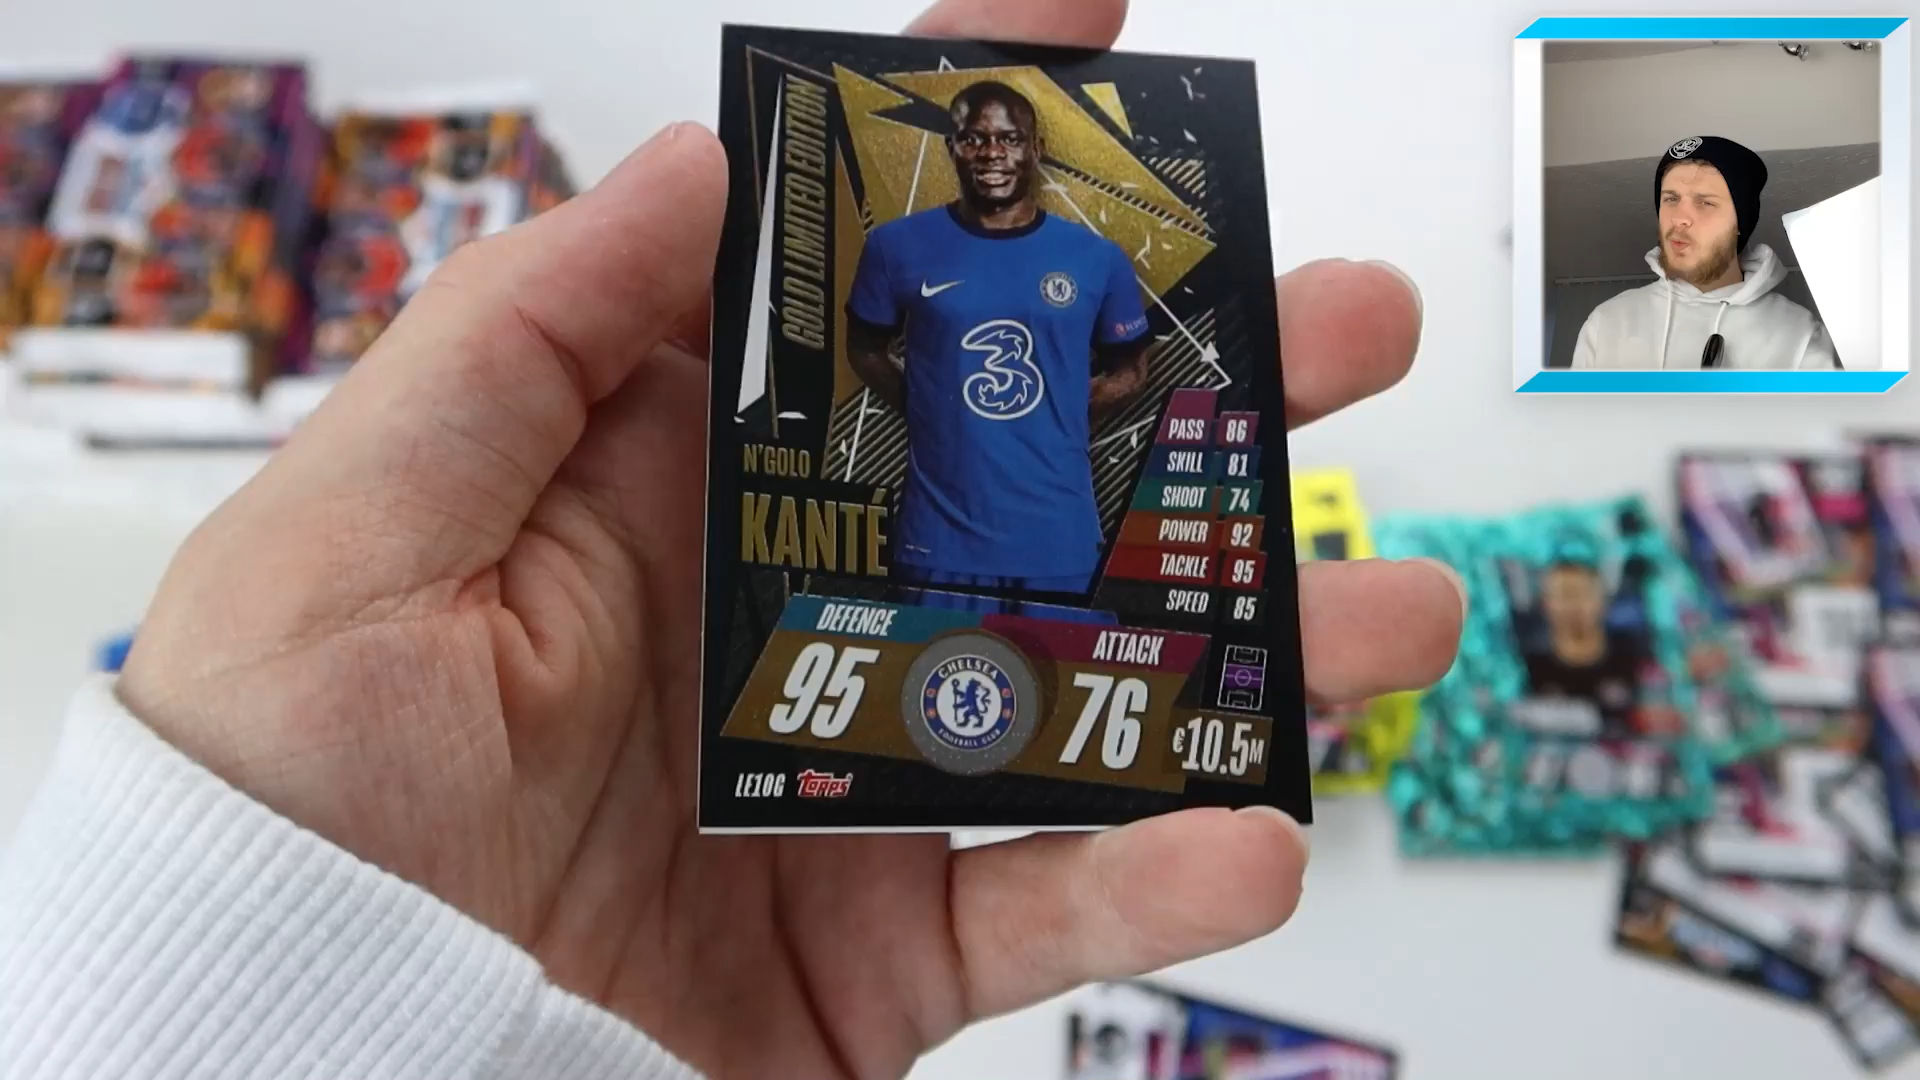 GOLD LIMITED EDITION
N'GOLO
KANTÉ
3
PASS 86
SKILL 81
SHOOT 74
POWER 92
TACKLE 95
SPEED 85
DEFENCE
95
CHELSEA
FOOTBALL CLUB
ATTACK
76
€10.5M
LE10G Topps